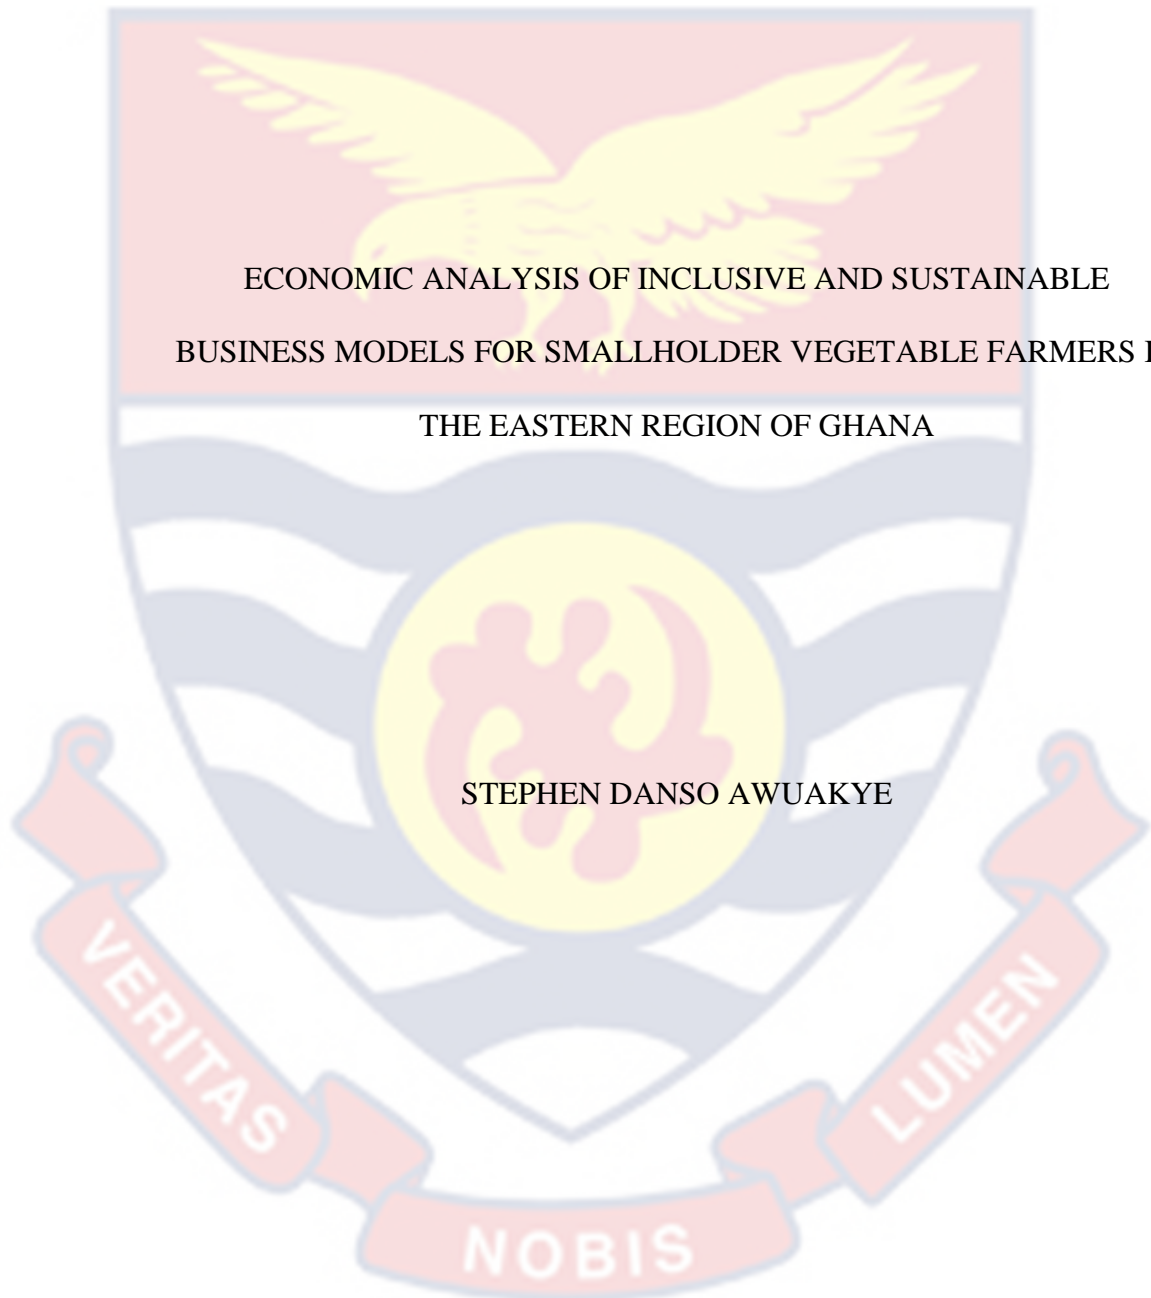 ECONOMIC ANALYSIS OF INCLUSIVE AND SUSTAINABLE
BUSINESS MODELS FOR SMALLHOLDER VEGETABLE FARMERS
THE EASTERN REGION OF GHANA
STEPHEN DANSO AWUAKYE
VERITAS
NOBIS
LUMEN